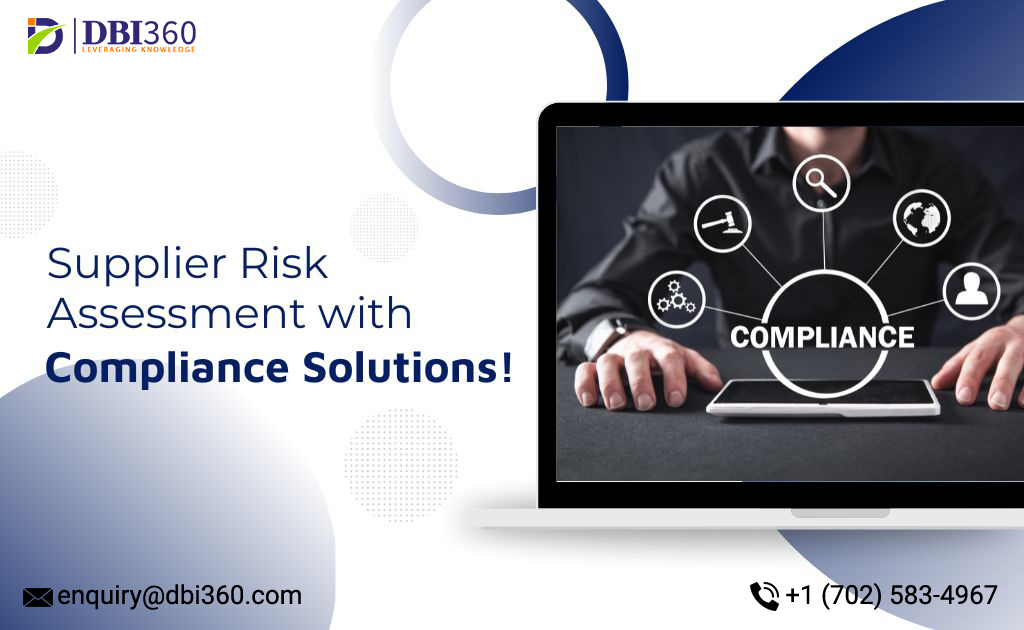 DBI360
LEVERAGING KNOWLEDGE
Supplier Risk
Assessment with
Compliance Solutions!
COMPLIANCE
enquiry@dbi360.com
+1 (702) 583-4967